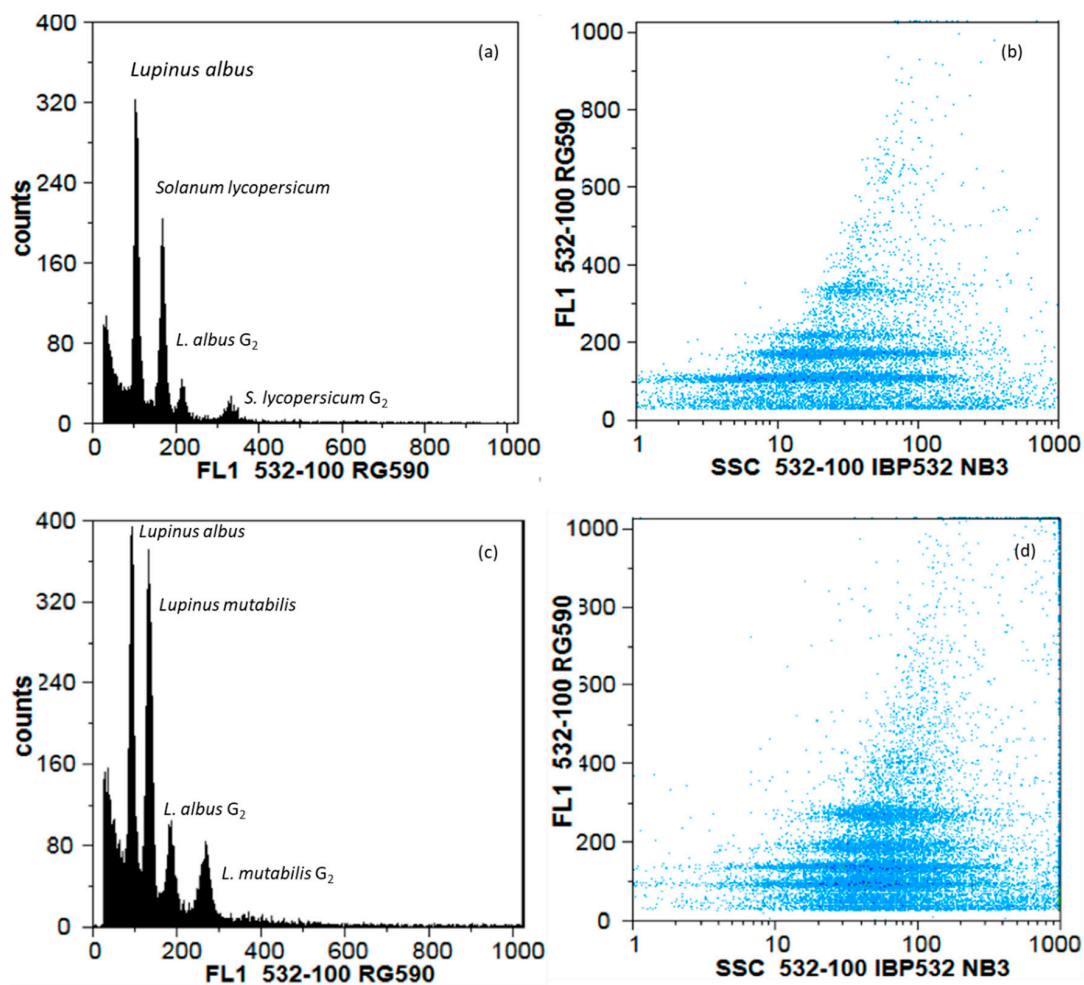 400
320
240
160
80
0
counts
(a)
Lupinus albus
Solanum lycopersicum
L. albus G₂
S. lycopersicum G₂
0 200 400 600 800 1000
FL1 532-100 RG590
1000
800
600
400
200
0
FL1 532-100 RG590
(b)
1 10 100 1000
SSC 532-100 IBP532 NB3
400
320
240
160
80
0
counts
(c)
Lupinus albus
Lupinus mutabilis
L. albus G₂
L. mutabilis G₂
0 200 400 600 800 1000
FL1 532-100 RG590
1000
800
600
400
200
0
FL1 532-100 RG590
(d)
1 10 100 1000
SSC 532-100 IBP532 NB3